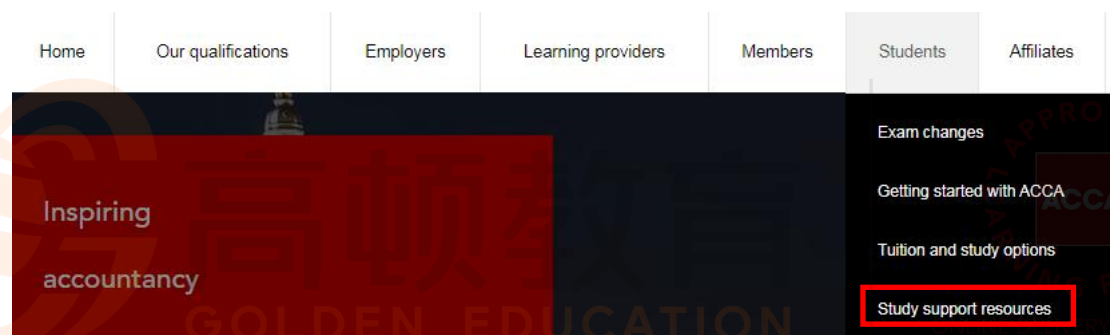 Home Our qualifications Employers Learning providers Members Students Affiliates
Exam changes
Getting started with ACCA
Tuition and study options
Study support resources
Inspiring
accountancy
高顿教育
GOLDEN EDUCATION
ACCA